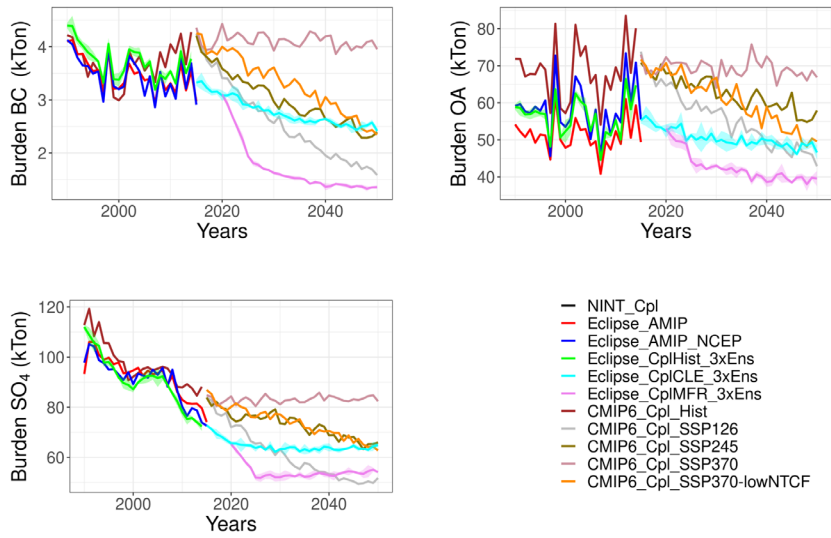 Burden BC (kTon)
4
3
2
2000
2020
2040
Years
Burden OA (kTon)
80
70
60
50
40
2000
2020
2040
Years
Burden SO4 (kTon)
120
100
80
60
2000
2020
2040
Years
NINT_Cpl
Eclipse_AMIP
Eclipse_AMIP_NCEP
Eclipse_CplHist_3xEns
Eclipse_CplCLE_3xEns
Eclipse_CplMFR_3xEns
CMIP6_Cpl_Hist
CMIP6_Cpl_SSP126
CMIP6_Cpl_SSP245
CMIP6_Cpl_SSP370
CMIP6_Cpl_SSP370-lowNTCF